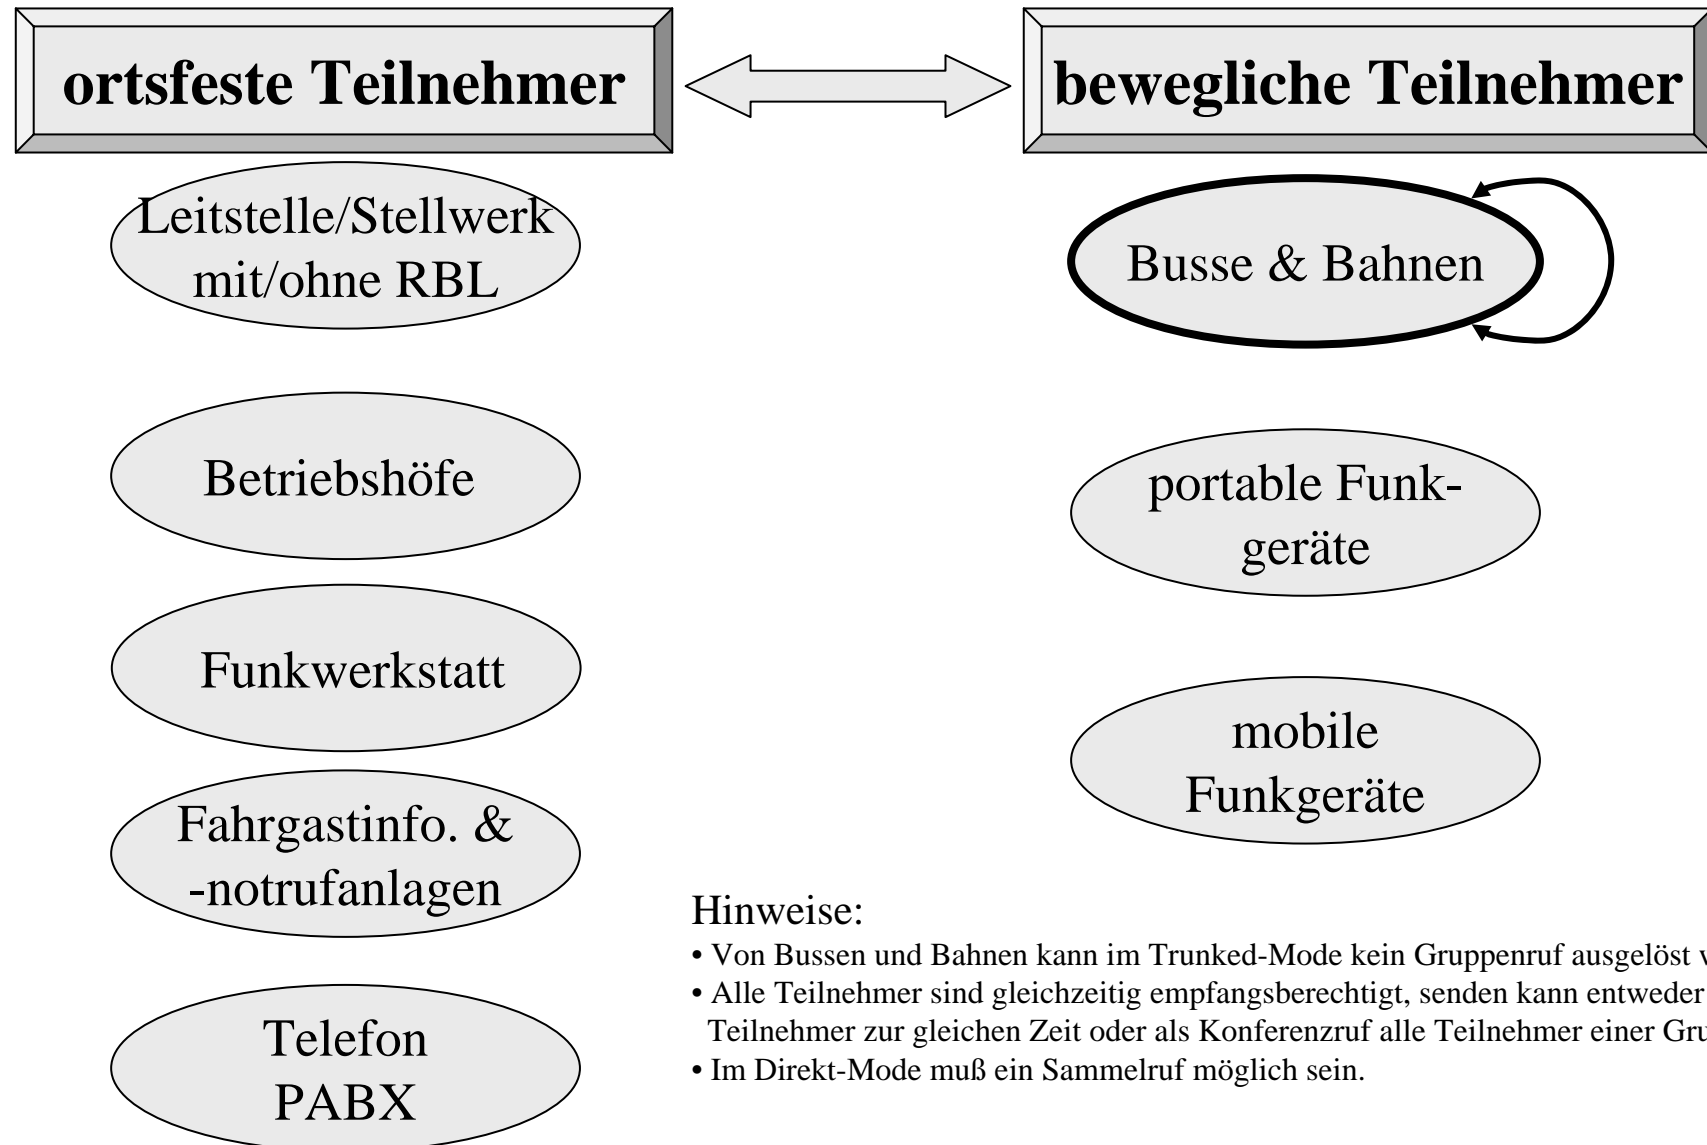 ortsfeste Teilnehmer
bewegliche Teilnehmer
Leitstelle/Stellwerk
mit/ohne RBL
Betriebshöfe
Funkwerkstatt
Fahrgastinfo. &
-notrufanlagen
Telefon
PABX
Busse & Bahnen
portable Funk-
geräte
mobile
Funkgeräte
Hinweise:
• Von Bussen und Bahnen kann im Trunked-Mode kein Gruppenruf ausgelöst
• Alle Teilnehmer sind gleichzeitig empfangsberechtigt, senden kann entweder
Teilnehmer zur gleichen Zeit oder als Konferenzruf alle Teilnehmer einer
• Im Direkt-Mode muß ein Sammelruf möglich sein.